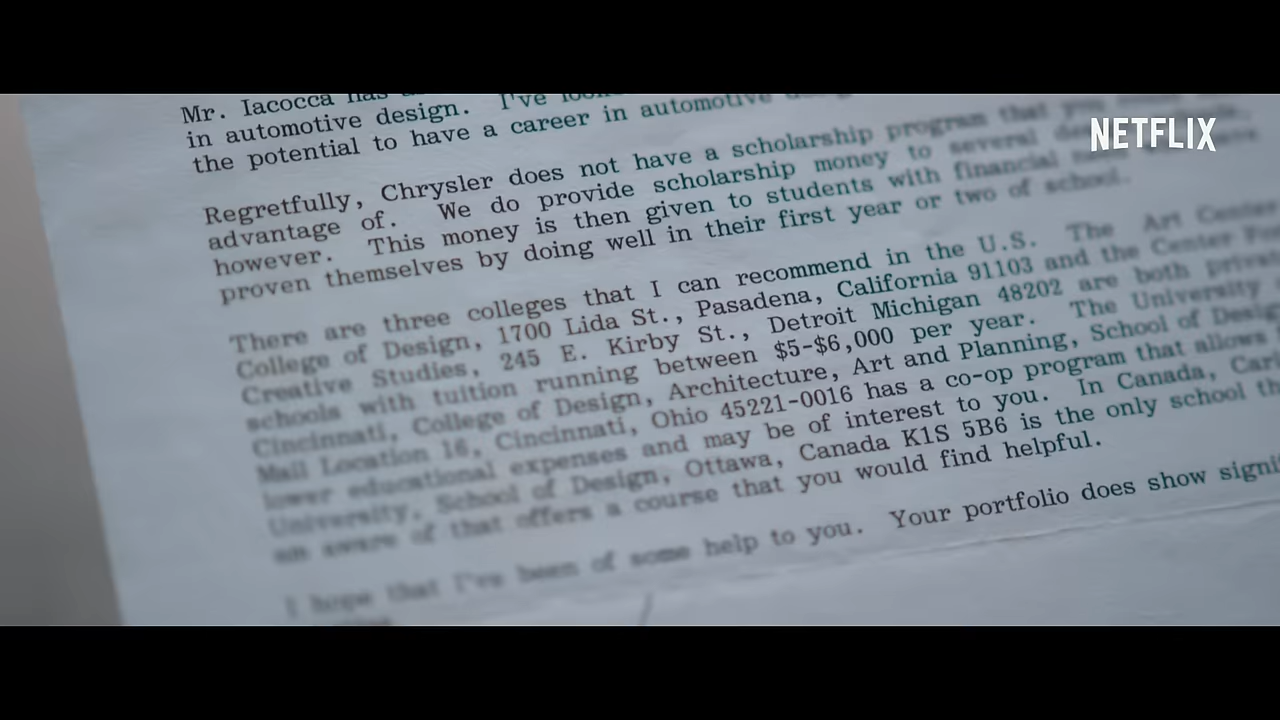 NETFLIX
Mr. Iacocca has
in automotive design. I've
the potential to have a career in automotive
Regretfully, Chrysler does not have a scholarship program that you
advantage of. We do provide scholarship money to several
however. This money is then given to students with financial
proven themselves by doing well in their first year or two of school.
There are three colleges that I can recommend in the U.S. The Art Center
College of Design, 1700 Lida St., Pasadena, California 91103 and the Center For
Creative Studies, 245 E. Kirby St., Detroit Michigan 48202 are both
schools with tuition running between $5-$6,000 per year. The University
Cincinnati, College of Design, Architecture, Art and Planning, School of
Mail Location 16, Cincinnati, Ohio 45221-0016 has a co-op program that allows
lower educational expenses and may be of interest to you. In Canada,
University, School of Design, Ottawa, Canada K1S 5B6 is the only school
am aware of that offers a course that you would find helpful.
I hope that I've been of some help to you. Your portfolio does show